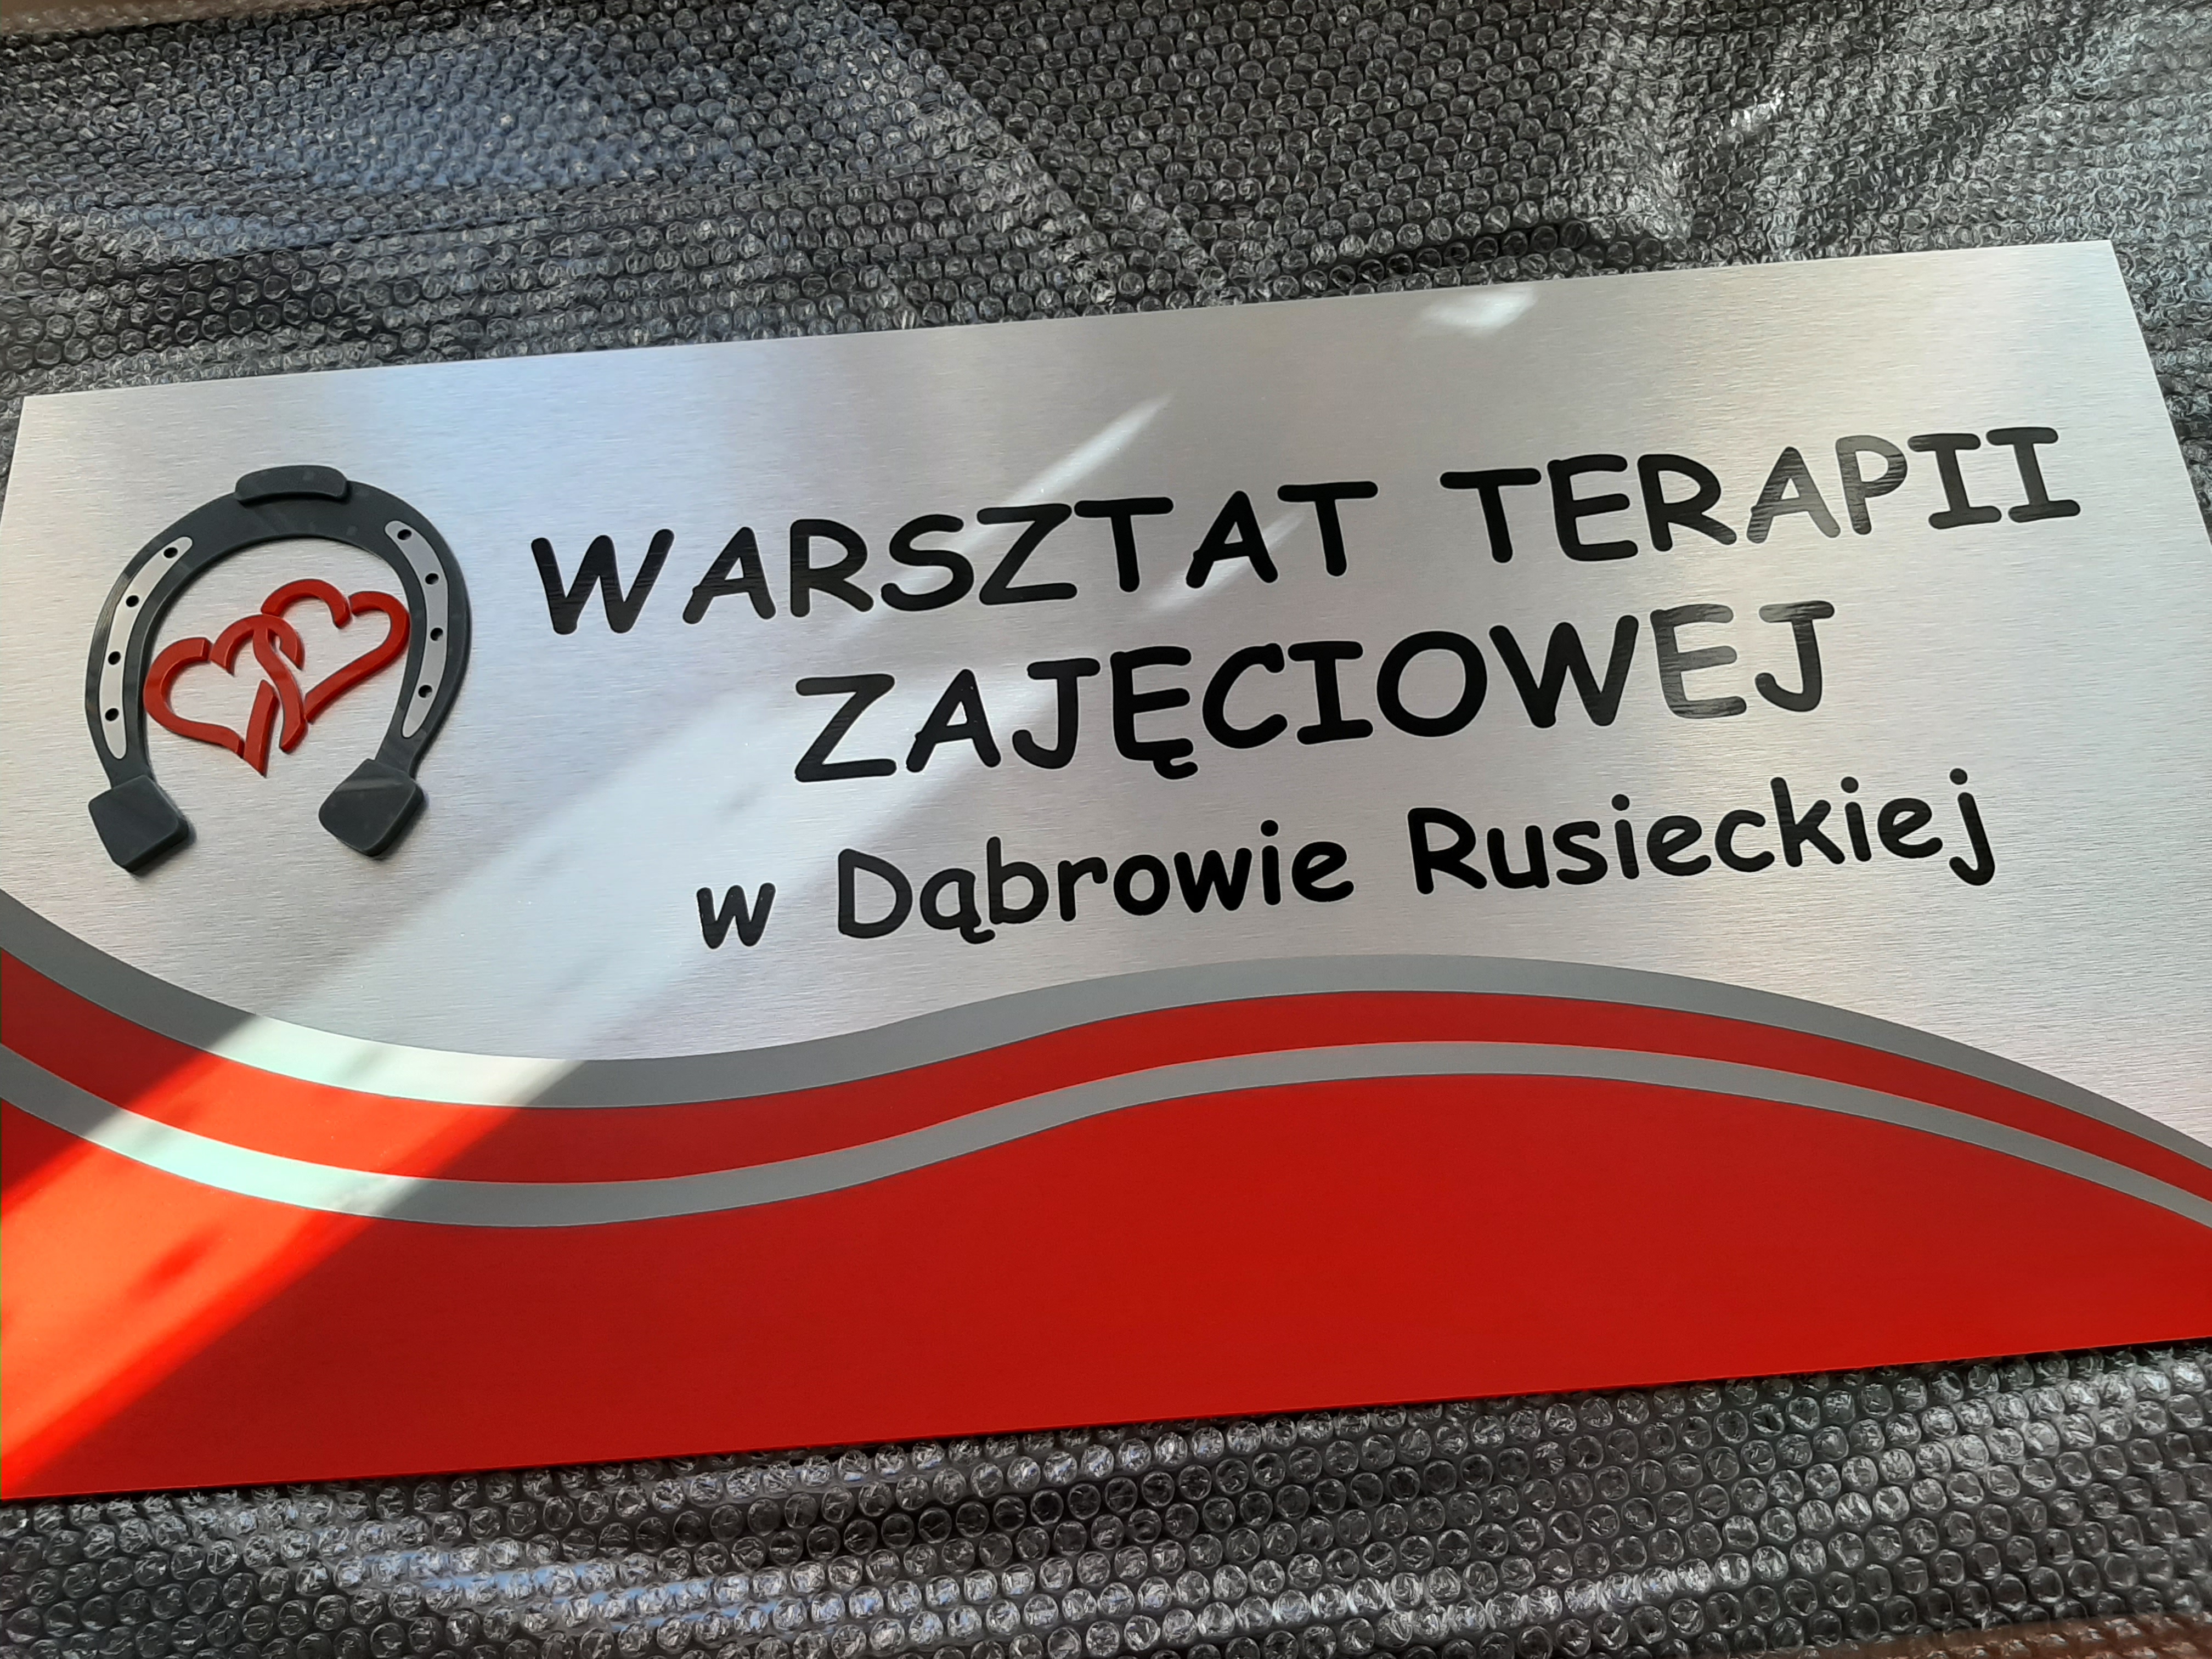 WARSZTAT TERAPII
ZAJĘCIOWEJ
w Dąbrowie Rusieckiej